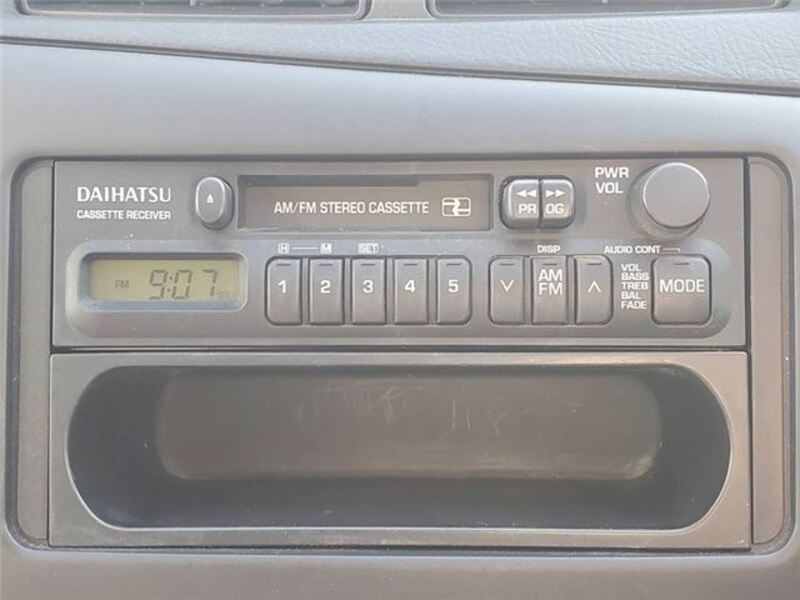 DAIHATSU
CASSETTE RECEIVER
AM/FM STEREO CASSETTE
PR OG
PWR
VOL
H M SET
DISP
AUDIO CONT
FM 9:07 ST
1 2 3 4 5
AM
FM
VOL
BASS
TREB
BAL
FADE
MODE